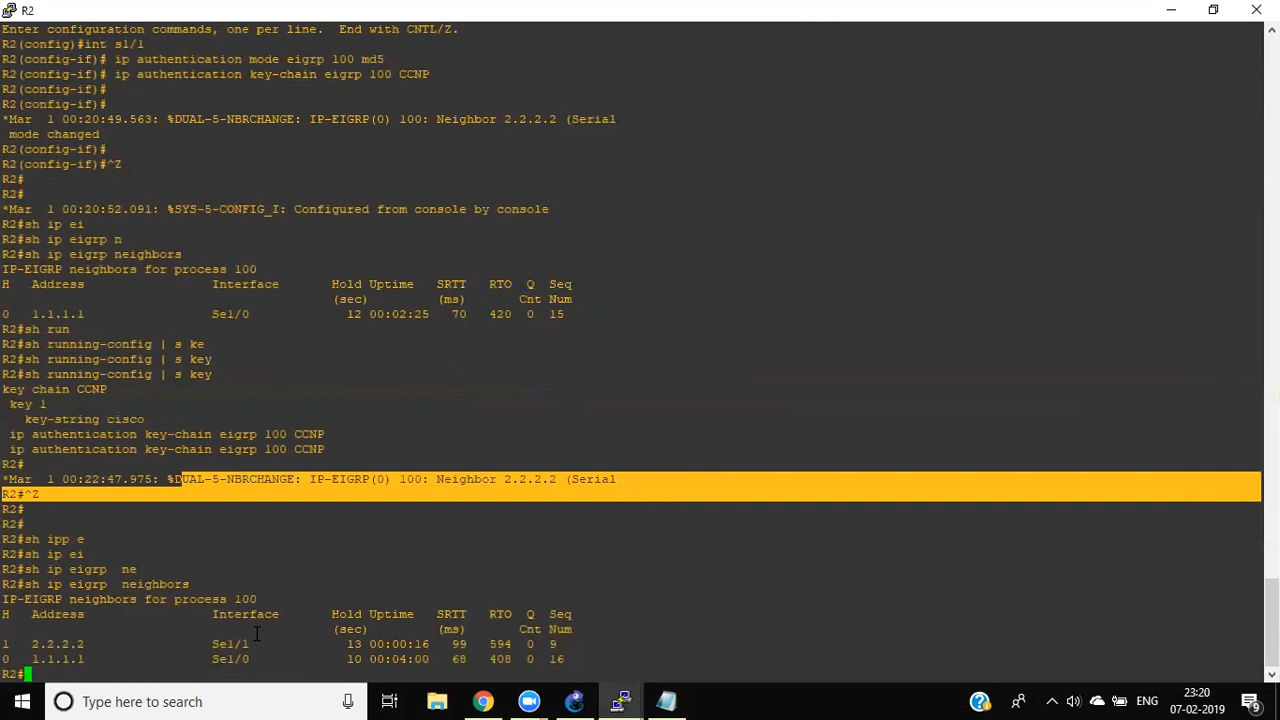 R2
Enter configuration commands, one per line.  End with CNTL/Z.
R2(config)#int s1/1
R2(config-if)# ip authentication mode eigrp 100 md5
R2(config-if)# ip authentication key-chain eigrp 100 CCNP
R2(config-if)#
R2(config-if)#
*Mar  1 00:20:49.563: %DUAL-5-NBRCHANGE: IP-EIGRP(0) 100: Neighbor 2.2.2.2 (Serial
 mode changed
R2(config-if)#
R2(config-if)#^Z
R2#
R2#
*Mar  1 00:20:52.091: %SYS-5-CONFIG_I: Configured from console by console
R2#sh ip ei
R2#sh ip eigrp n
R2#sh ip eigrp neighbors
IP-EIGRP neighbors for process 100
H   Address                 Interface       Hold Uptime   SRTT   RTO  Q  Seq
                                            (sec)         (ms)       Cnt Num
0   1.1.1.1                 Se1/0             12 00:02:25   70   420  0  15
R2#sh run
R2#sh running-config | s ke
R2#sh running-config | s key
R2#sh running-config | s key
key chain CCNP
 key 1
   key-string cisco
 ip authentication key-chain eigrp 100 CCNP
 ip authentication key-chain eigrp 100 CCNP
R2#
*Mar  1 00:22:47.975: %DUAL-5-NBRCHANGE: IP-EIGRP(0) 100: Neighbor 2.2.2.2 (Serial
R2#^Z
R2#
R2#
R2#sh ipp e
R2#sh ip ei
R2#sh ip eigrp  ne
R2#sh ip eigrp  neighbors
IP-EIGRP neighbors for process 100
H   Address                 Interface       Hold Uptime   SRTT   RTO  Q  Seq
                                            (sec)         (ms)       Cnt Num
1   2.2.2.2                 Se1/1             13 00:00:16   99   594  0  9
0   1.1.1.1                 Se1/0             10 00:04:00   68   408  0  16
R2#
Type here to search
ENG
23:20
07-02-2019
9